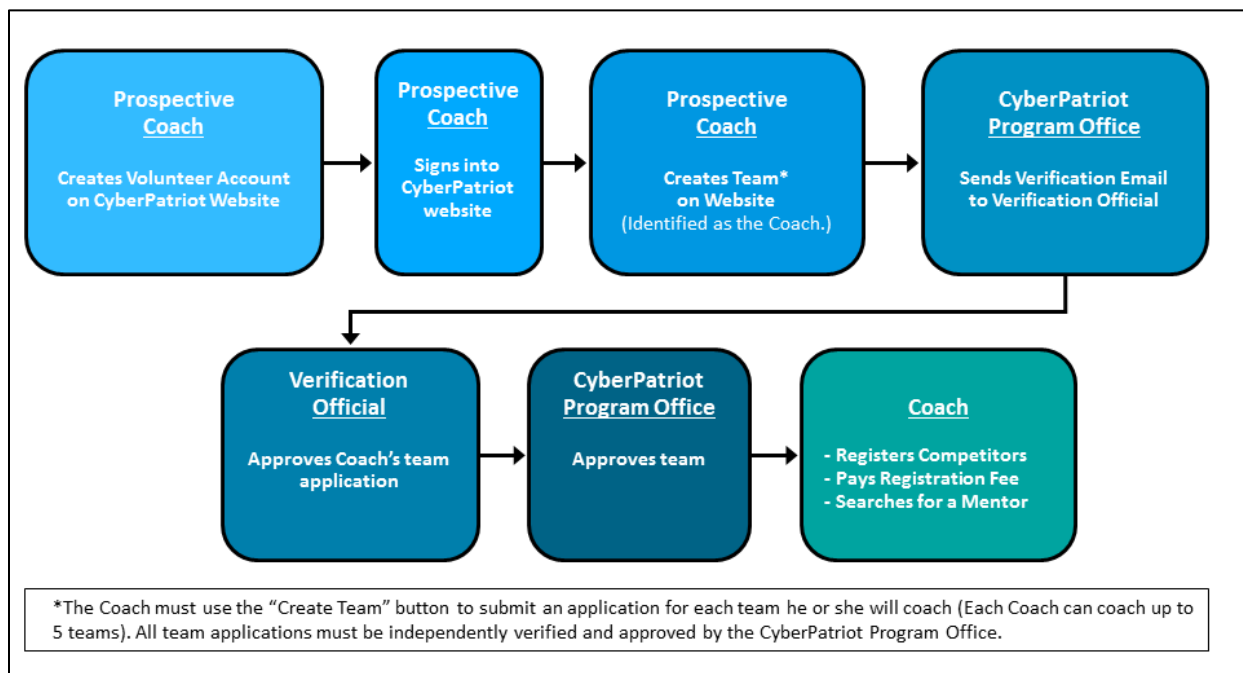 Prospective
Coach
Creates Volunteer Account
on CyberPatriot Website
Prospective
Coach
Signs into
CyberPatriot
website
Prospective
Coach
Creates Team*
on Website
(Identified as the Coach.)
CyberPatriot
Program Office
Sends Verification Email
to Verification Official
Verification
Official
Approves Coach’s team
application
CyberPatriot
Program Office
Approves team
Coach
- Registers Competitors
- Pays Registration Fee
- Searches for a Mentor
*The Coach must use the “Create Team” button to submit an application for each team he or she will coach (Each Coach can coach up to
5 teams). All team applications must be independently verified and approved by the CyberPatriot Program Office.